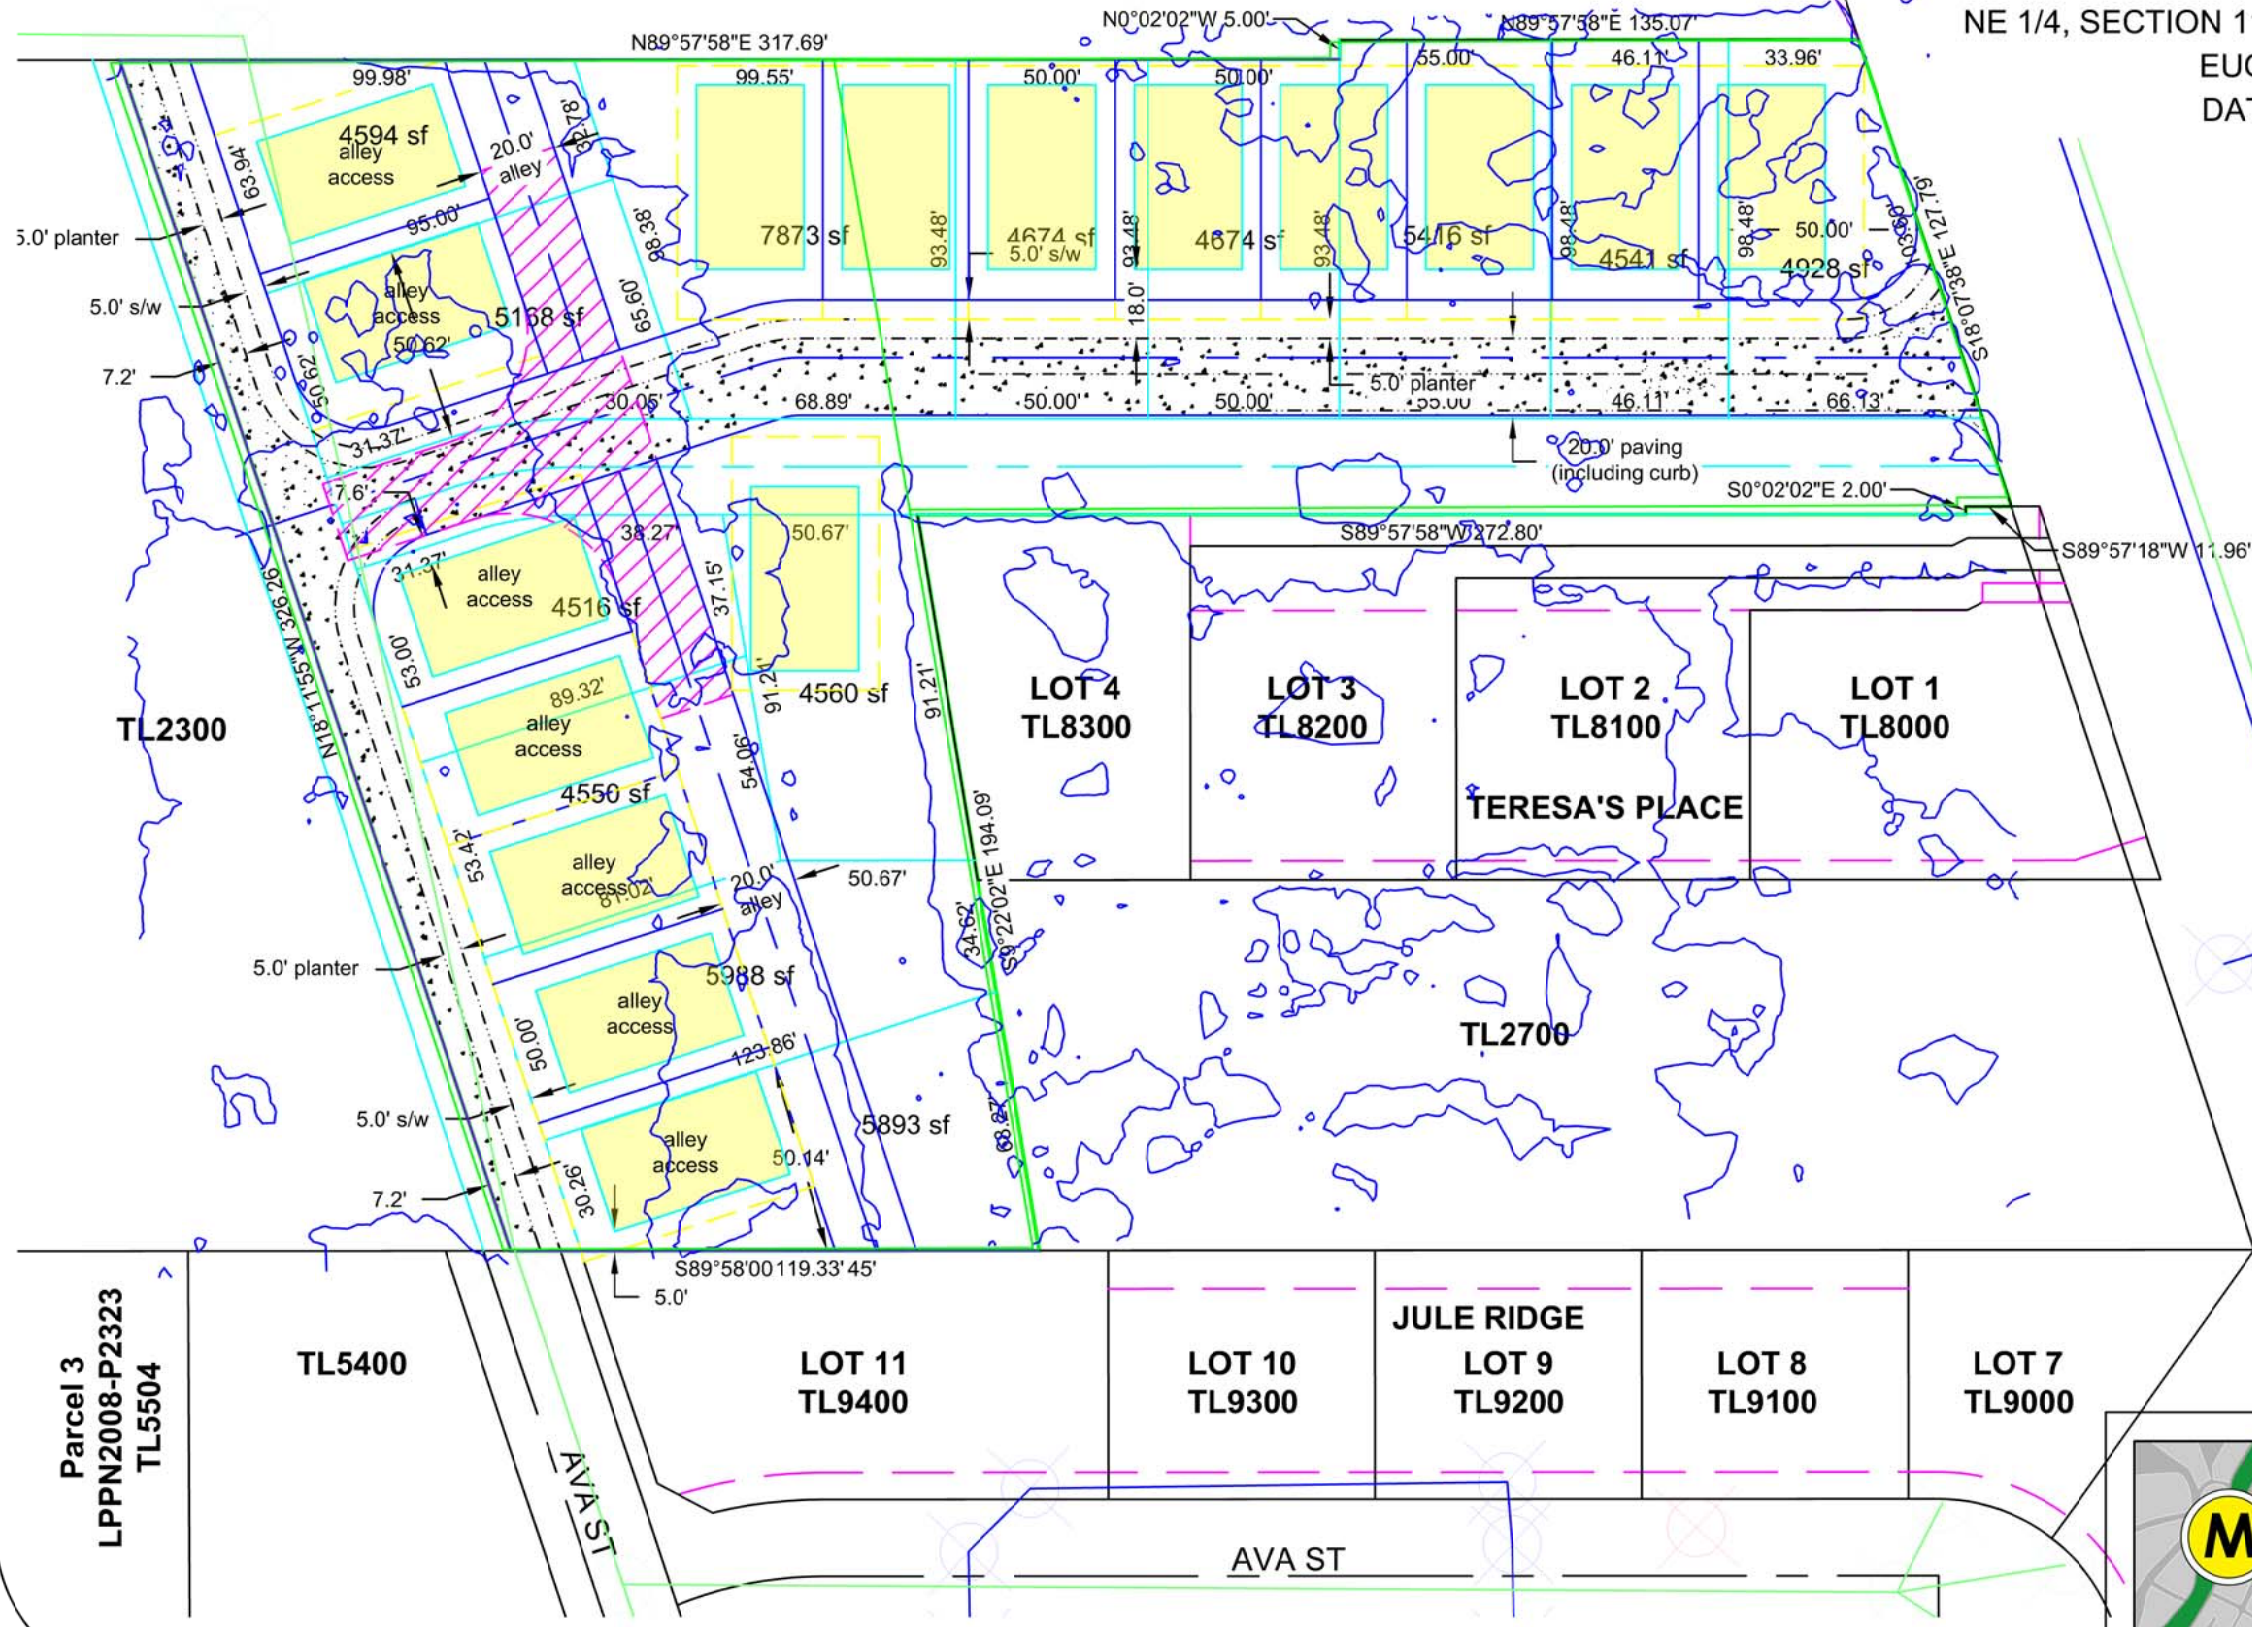 N0°02'02"W 5.00'
N89°57'58"E 135.07'
NE 1/4, SECTION 1
N89°57'58"E 317.69'
EUG
DAT
99.98'
99.55'
50.00'
50.00'
55.00'
46.11'
33.96'
32.78'
4594 sf
alley
access
20.0'
alley
63.94'
95.00'
98.38'
5.0' planter
7873 sf
93.48'
4674 sf
5.0' s/w
93.48'
4674 sf
93.48'
5416 sf
98.48'
4541 sf
98.48'
50.00'
4928 sf
103.60'
S18°07'38"E 127.79'
5.0' s/w
alley
access
5168 sf
65.60'
18.0'
50.62'
50.62'
7.2'
5.0' planter
30.05'
68.89'
50.00'
50.00'
55.00'
46.11'
66.13'
31.37'
20.0' paving
(including curb)
7.6'
S0°02'02"E 2.00'
38.27'
50.67'
S89°57'58"W 272.80'
S89°57'18"W 11.96'
31.37'
alley
access
4516 sf
37.15'
N18°11'55"W 326.26'
53.00'
89.32'
91.21'
4560 sf
91.21'
LOT 4
TL8300
LOT 3
TL8200
LOT 2
TL8100
LOT 1
TL8000
TL2300
alley
access
54.06'
4550 sf
TERESA'S PLACE
53.42'
alley
access
81.02'
20.0'
alley
50.67'
34.62'
S9°22'02"E 194.09'
5.0' planter
5988 sf
alley
access
50.00'
123.86'
TL2700
5.0' s/w
5893 sf
68.27'
alley
access
50.14'
30.26'
7.2'
S89°58'00
119.33'
45'
5.0'
Parcel 3
LPPN2008-P2323
TL5504
TL5400
LOT 11
TL9400
LOT 10
TL9300
JULE RIDGE
LOT 9
TL9200
LOT 8
TL9100
LOT 7
TL9000
AVA ST
AVA ST
M